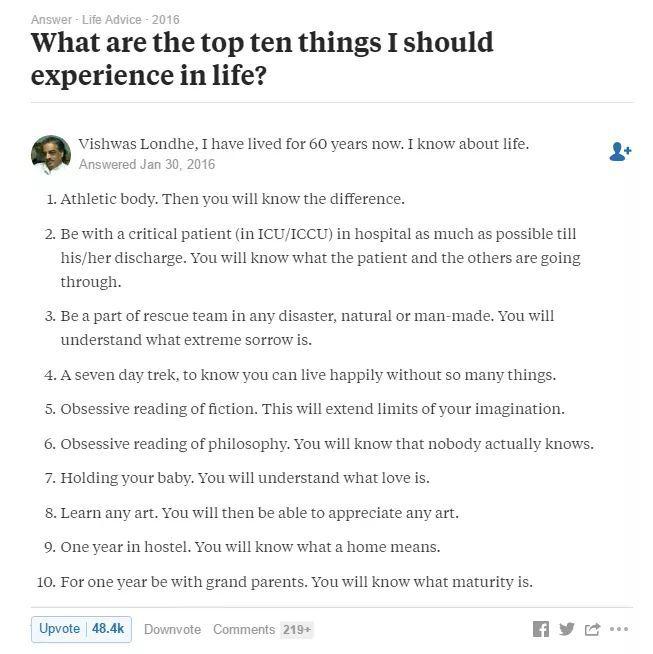 Answer · Life Advice · 2016
What are the top ten things I should
experience in life?
Vishwas Londhe, I have lived for 60 years now. I know about life.
Answered Jan 30, 2016
1. Athletic body. Then you will know the difference.
2. Be with a critical patient (in ICU/ICCU) in hospital as much as possible till
his/her discharge. You will know what the patient and the others are going
through.
3. Be a part of rescue team in any disaster, natural or man-made. You will
understand what extreme sorrow is.
4. A seven day trek, to know you can live happily without so many things.
5. Obsessive reading of fiction. This will extend limits of your imagination.
6. Obsessive reading of philosophy. You will know that nobody actually knows.
7. Holding your baby. You will understand what love is.
8. Learn any art. You will then be able to appreciate any art.
9. One year in hostel. You will know what a home means.
10. For one year be with grand parents. You will know what maturity is.
Upvote 48.4k Downvote Comments 219+